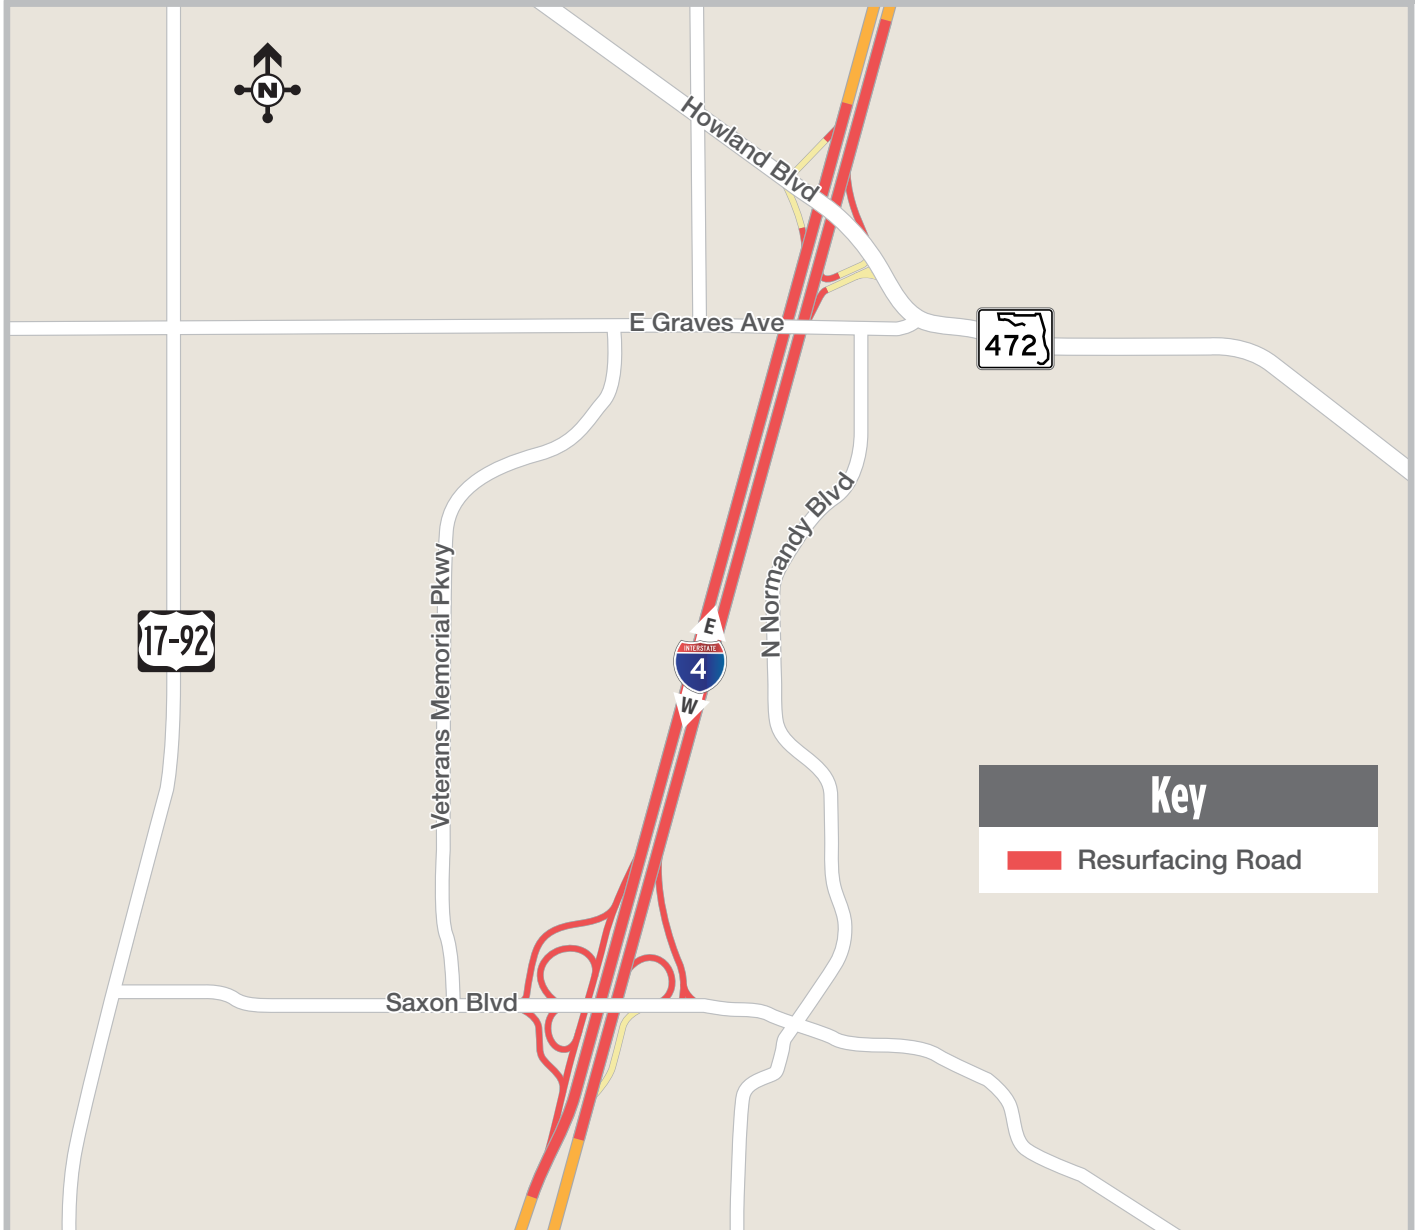 N
Howland Blvd
E Graves Ave
472
N Normandy Blvd
Veterans Memorial Pkwy
17-92
E
INTERSTATE
4
W
Key
Resurfacing Road
Saxon Blvd